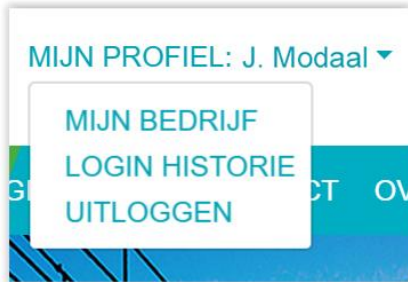 MIJN PROFIEL: J. Modaal
MIJN BEDRIJF
LOGIN HISTORIE
UITLOGGEN